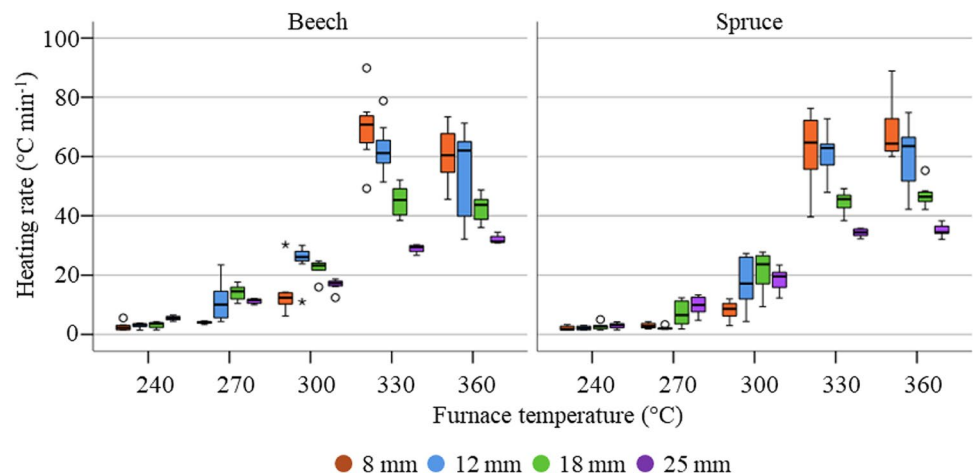 Beech Spruce
100
80
60
40
20
0
Heating rate (°C min⁻¹)
240 270 300 330 360 240 270 300 330 360
Furnace temperature (°C)
8 mm 12 mm 18 mm 25 mm